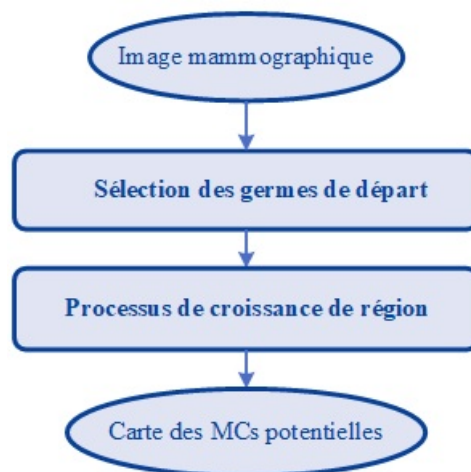 Image mammographique
Sélection des germes de départ
Processus de croissance de région
Carte des MCs potentielles